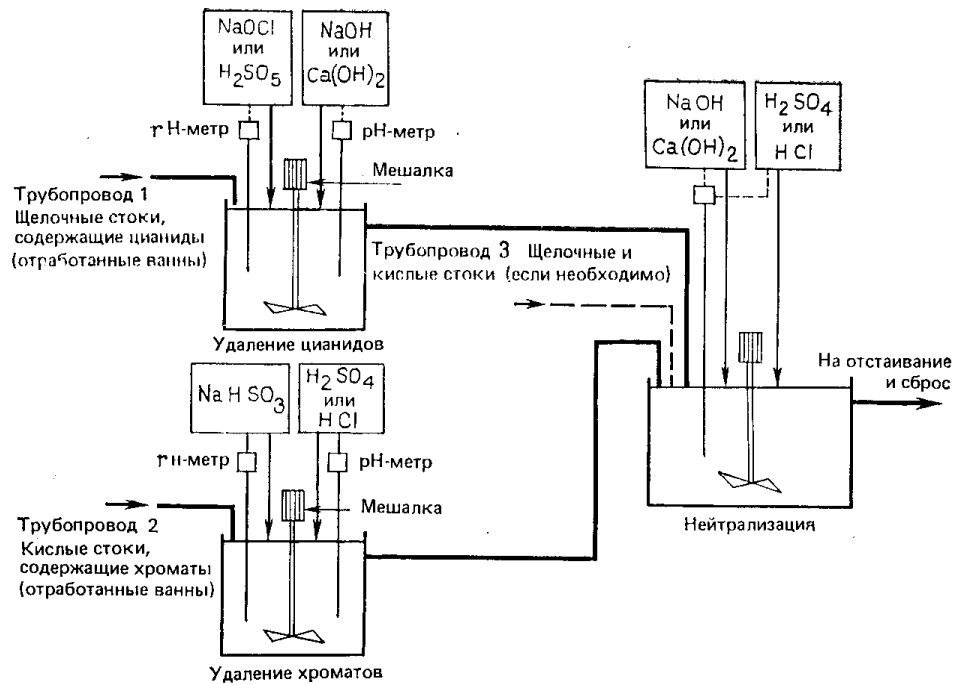 NaOCl
или
H2SO5
NaOH
или
Ca(OH)2
rH-метр
pH-метр
Мешалка
Трубопровод 1
Щелочные стоки,
содержащие цианиды
(отработанные ванны)
Удаление цианидов
Трубопровод 3 Щелочные и
кислые стоки (если необходимо)
NaOH
или
Ca(OH)2
H2SO4
или
HCl
На отстаивание
и сброс
Нейтрализация
NaHSO3
H2SO4
или
HCl
rн-метр
pH-метр
Мешалка
Трубопровод 2
Кислые стоки,
содержащие хроматы
(отработанные ванны)
Удаление хроматов